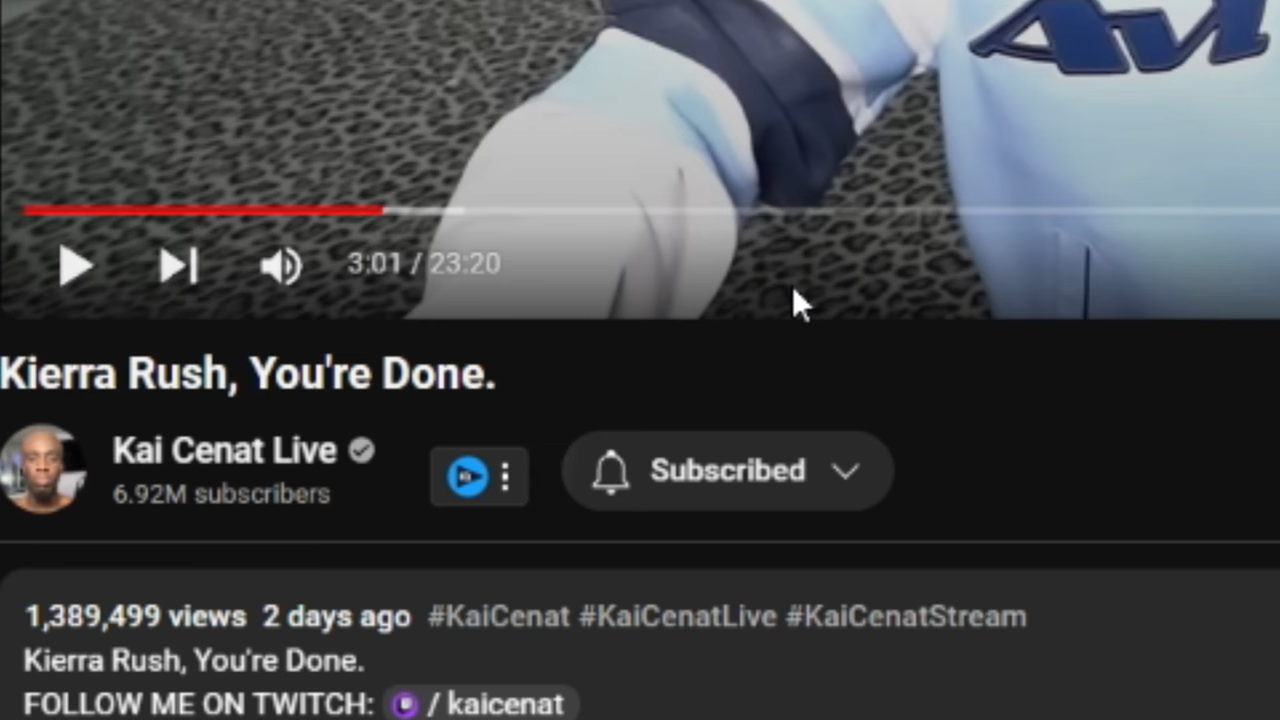 3:01 / 23:20
Kierra Rush, You're Done.
Kai Cenat Live
6.92M subscribers
Subscribed
1,389,499 views 2 days ago #KaiCenat #KaiCenatLive #KaiCenatStream
Kierra Rush, You're Done.
FOLLOW ME ON TWITCH: / kaicenat